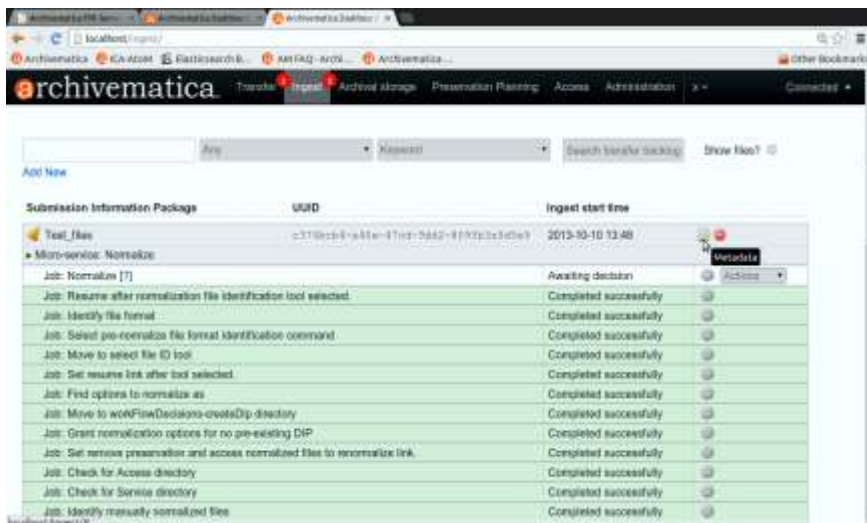 Archivematica Dashboard
localhost/ingest/
Archivematica ICA-AtoM Elasticsearch B... AM FAQ - Archi... Archivematica ... Other Bookmarks
archivematica Transfer Ingest Archival storage Preservation Planning Access Administration Connected
Any Keyword Search transfer backlog Show files?
Add New
Submission Information Package UUID Ingest start time
Test_files 2013-10-10 13:48
Metadata
Micro-service: Normalize
Job: Normalize [?] Awaiting decision Actions
Job: Resume after normalization file identification tool selected. Completed successfully
Job: Identify file format Completed successfully
Job: Select pre-normalize file format identification command Completed successfully
Job: Move to select file ID tool Completed successfully
Job: Set resume link after tool selected. Completed successfully
Job: Find options to normalize as Completed successfully
Job: Move to workFlowDecisions-createDip directory Completed successfully
Job: Grant normalization options for no pre-existing DIP Completed successfully
Job: Set remove preservation and access normalized files to renormalize link. Completed successfully
Job: Check for Access directory Completed successfully
Job: Check for Service directory Completed successfully
Job: Identify manually normalized files Completed successfully